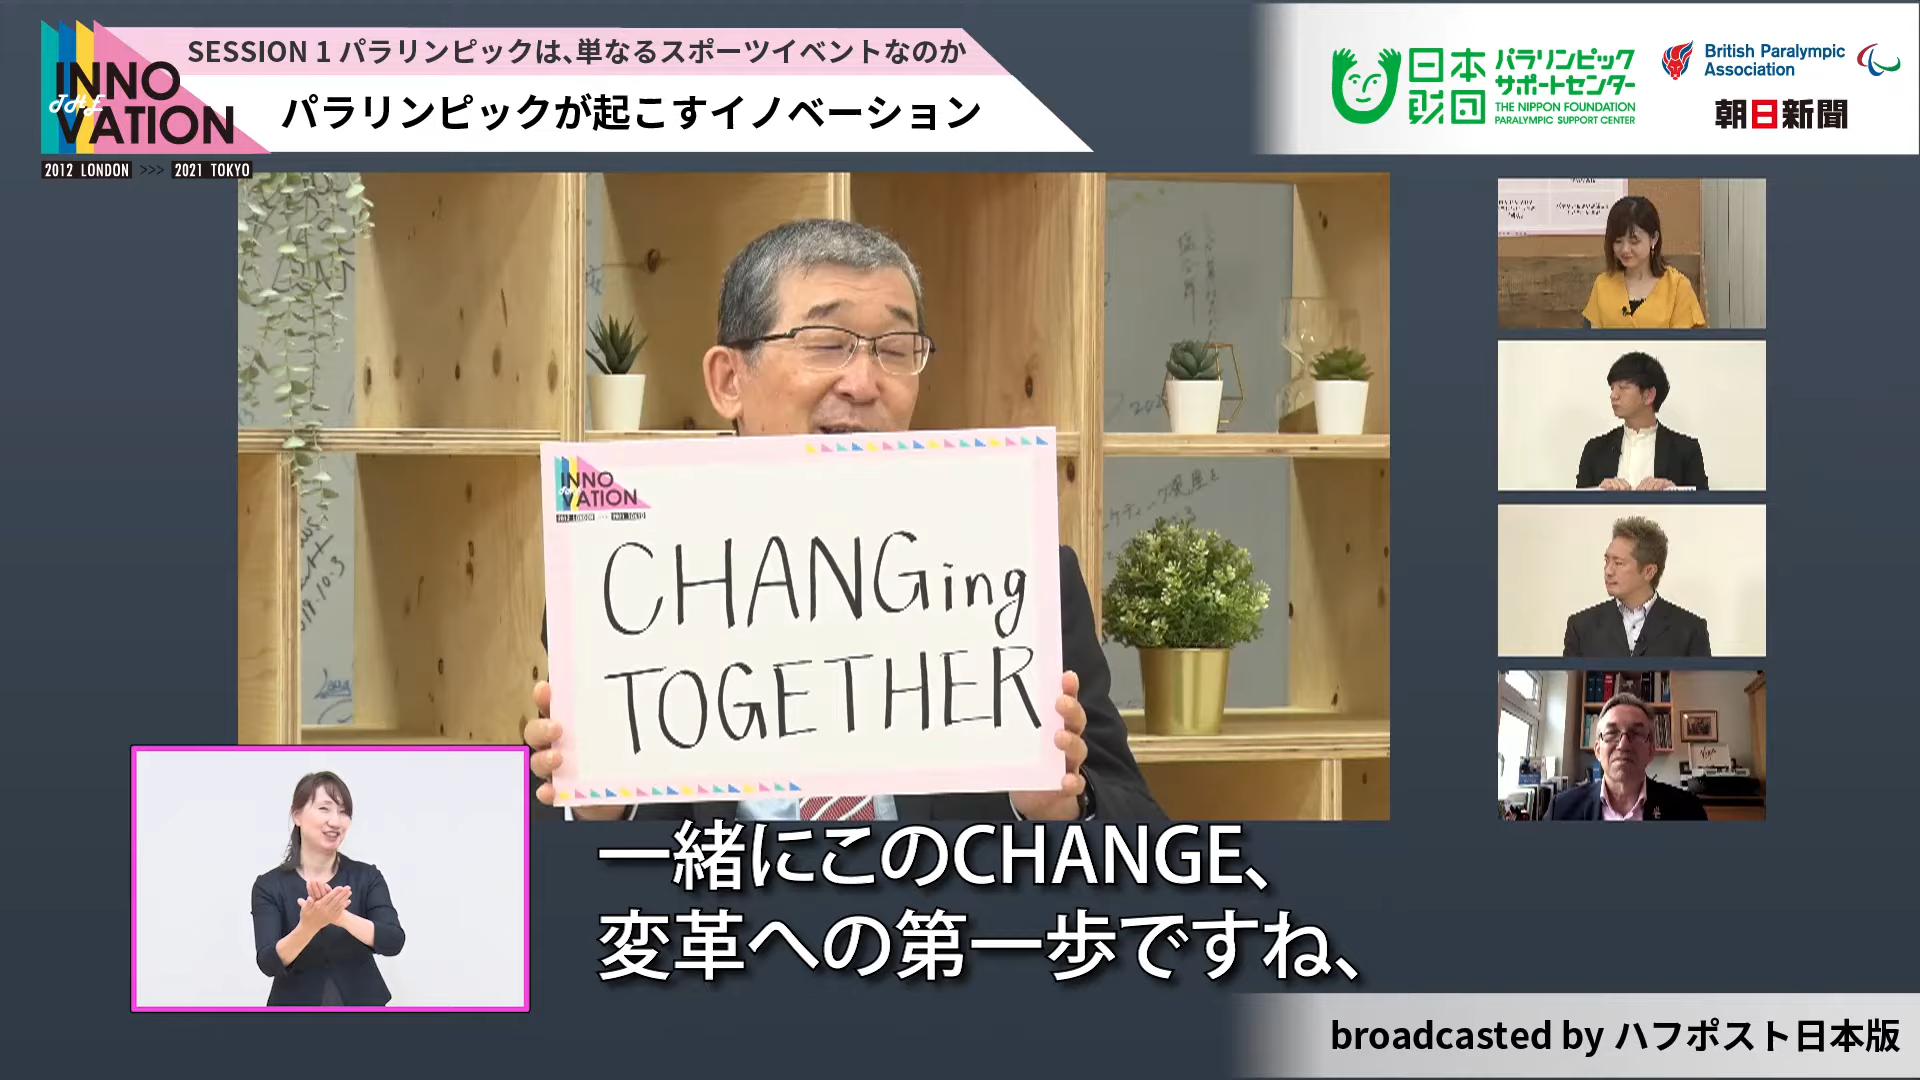 INNO
THE
VATION
2012 LONDON >>> 2021 TOKYO
SESSION 1 パラリンピックは、単なるスポーツイベントなのか
パラリンピックが起こすイノベーション
日本財団
パラリンピック
サポートセンター
THE NIPPON FOUNDATION
PARALYMPIC SUPPORT CENTER
British Paralympic
Association
朝日新聞
INNO
THE
VATION
2012 LONDON >>> 2021 TOKYO
CHANGing
TOGETHER
一緒にこのCHANGE、
変革への第一歩ですね、
broadcasted by ハフポスト日本版